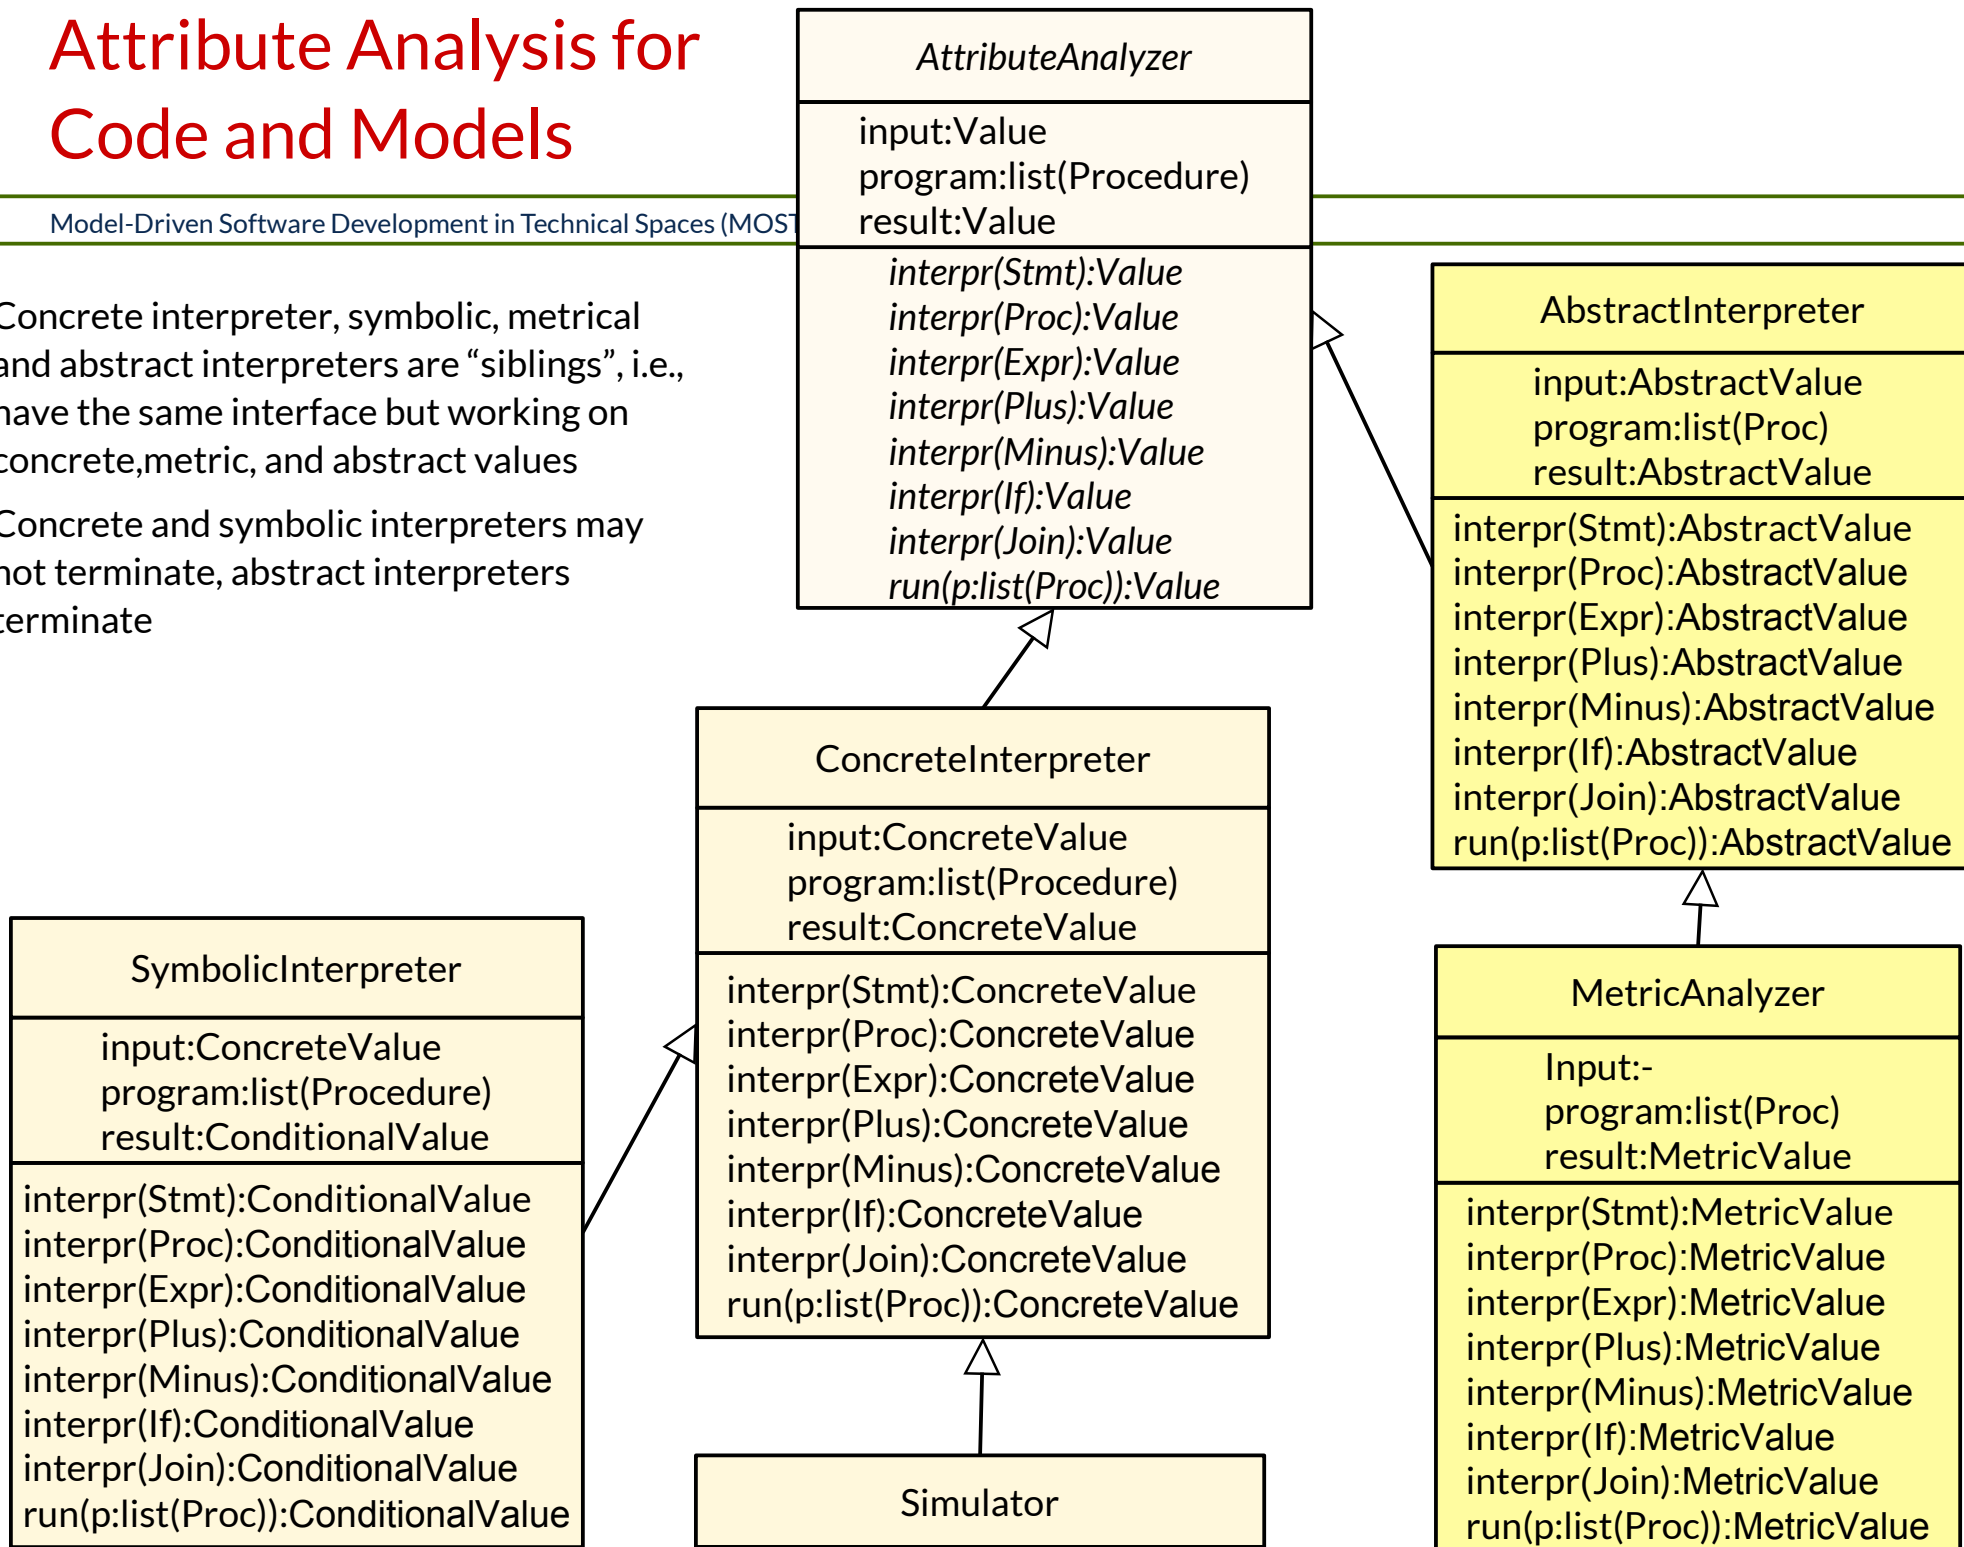 Attribute Analysis for
Code and Models
Model-Driven Software Development in Technical Spaces (MOST
Concrete interpreter, symbolic, metrical
and abstract interpreters are “siblings”, i.e.,
have the same interface but working on
concrete,metric, and abstract values
Concrete and symbolic interpreters may
not terminate, abstract interpreters
terminate
AttributeAnalyzer
input:Value
program:list(Procedure)
result:Value
interpr(Stmt):Value
interpr(Proc):Value
interpr(Expr):Value
interpr(Plus):Value
interpr(Minus):Value
interpr(If):Value
interpr(Join):Value
run(p:list(Proc)):Value
AbstractInterpreter
input:AbstractValue
program:list(Proc)
result:AbstractValue
interpr(Stmt):AbstractValue
interpr(Proc):AbstractValue
interpr(Expr):AbstractValue
interpr(Plus):AbstractValue
interpr(Minus):AbstractValue
interpr(If):AbstractValue
interpr(Join):AbstractValue
run(p:list(Proc)):AbstractValue
ConcreteInterpreter
input:ConcreteValue
program:list(Procedure)
result:ConcreteValue
interpr(Stmt):ConcreteValue
interpr(Proc):ConcreteValue
interpr(Expr):ConcreteValue
interpr(Plus):ConcreteValue
interpr(Minus):ConcreteValue
interpr(If):ConcreteValue
interpr(Join):ConcreteValue
run(p:list(Proc)):ConcreteValue
SymbolicInterpreter
input:ConcreteValue
program:list(Procedure)
result:ConditionalValue
interpr(Stmt):ConditionalValue
interpr(Proc):ConditionalValue
interpr(Expr):ConditionalValue
interpr(Plus):ConditionalValue
interpr(Minus):ConditionalValue
interpr(If):ConditionalValue
interpr(Join):ConditionalValue
run(p:list(Proc)):ConditionalValue
MetricAnalyzer
Input:-
program:list(Proc)
result:MetricValue
interpr(Stmt):MetricValue
interpr(Proc):MetricValue
interpr(Expr):MetricValue
interpr(Plus):MetricValue
interpr(Minus):MetricValue
interpr(If):MetricValue
interpr(Join):MetricValue
run(p:list(Proc)):MetricValue
Simulator